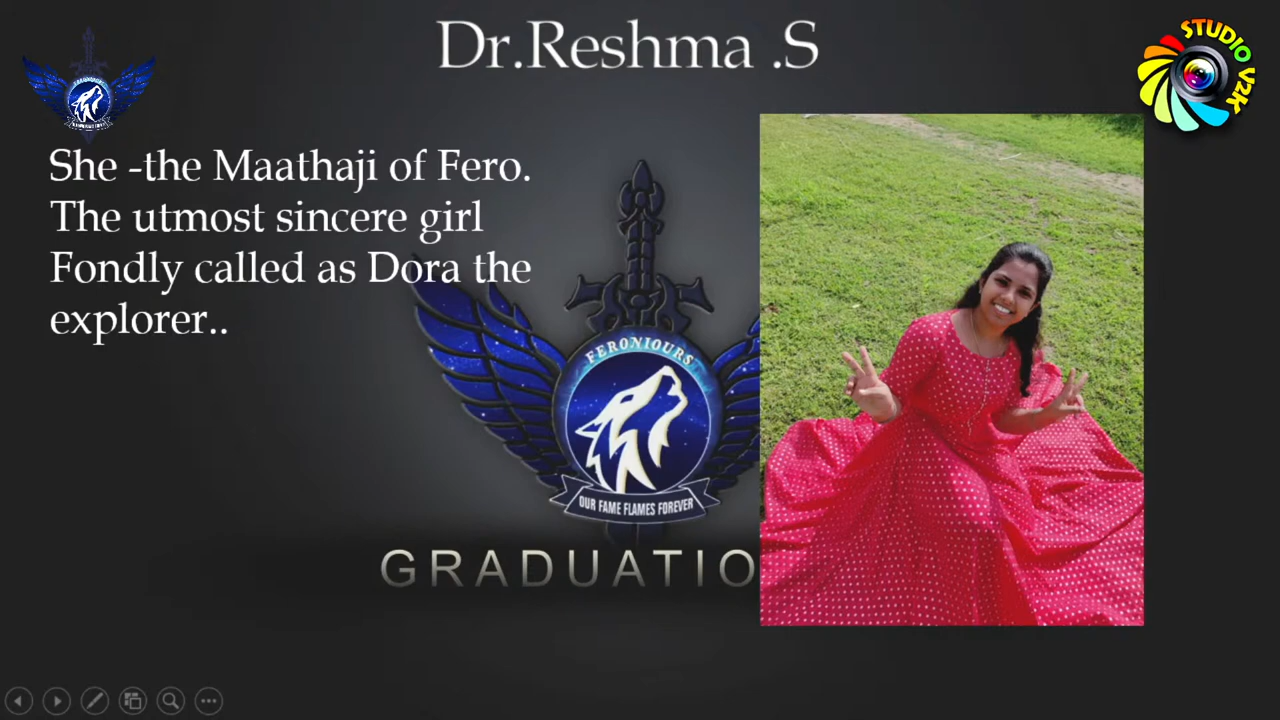 Dr.Reshma .S
STUDIO V2K
She -the Maathaji of Fero.
The utmost sincere girl
Fondly called as Dora the
explorer..
FERONIOURS
OUR FAME FLAMES FOREVER
GRADUATIO